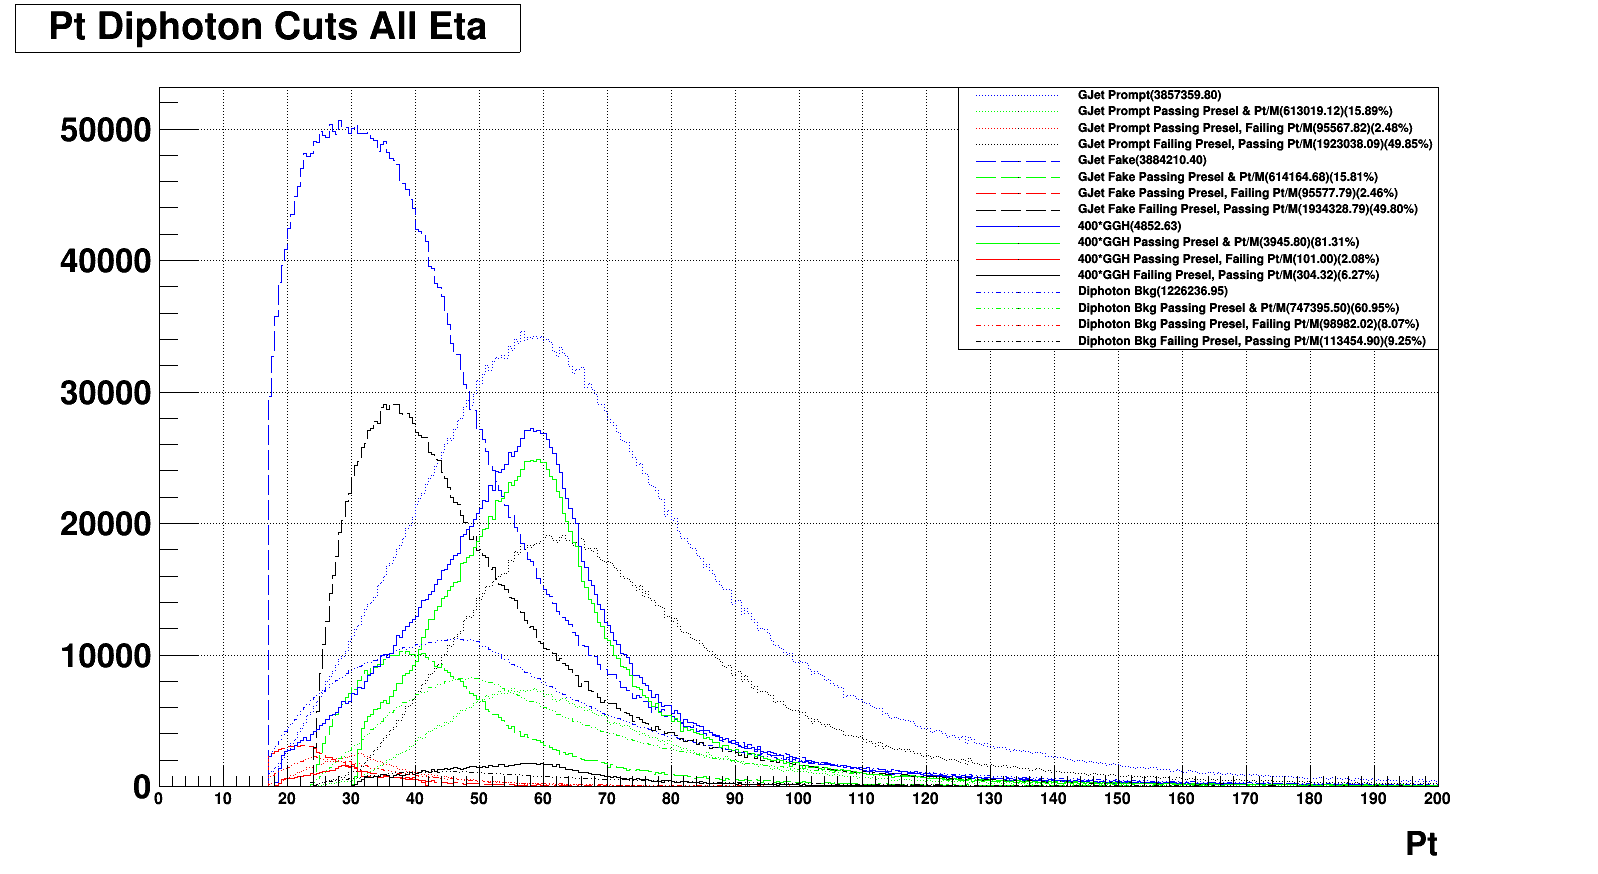 Pt Diphoton Cuts All Eta
GJet Prompt(3857359.80)
GJet Prompt Passing Presel & Pt/M(613019.12)(15.89%)
GJet Prompt Passing Presel, Failing Pt/M(95567.82)(2.48%)
GJet Prompt Failing Presel, Passing Pt/M(1923038.09)(49.85%)
GJet Fake(3884210.40)
GJet Fake Passing Presel & Pt/M(614164.68)(15.81%)
GJet Fake Passing Presel, Failing Pt/M(95577.79)(2.46%)
GJet Fake Failing Presel, Passing Pt/M(1934328.79)(49.80%)
400*GGH(4852.63)
400*GGH Passing Presel & Pt/M(3945.80)(81.31%)
400*GGH Passing Presel, Failing Pt/M(101.00)(2.08%)
400*GGH Failing Presel, Passing Pt/M(304.32)(6.27%)
Diphoton Bkg(1226236.95)
Diphoton Bkg Passing Presel & Pt/M(747395.50)(60.95%)
Diphoton Bkg Passing Presel, Failing Pt/M(98982.02)(8.07%)
Diphoton Bkg Failing Presel, Passing Pt/M(113454.90)(9.25%)
50000
40000
30000
20000
10000
0
0 10 20 30 40 50 60 70 80 90 100 110 120 130 140 150 160 170 180 190 200
Pt